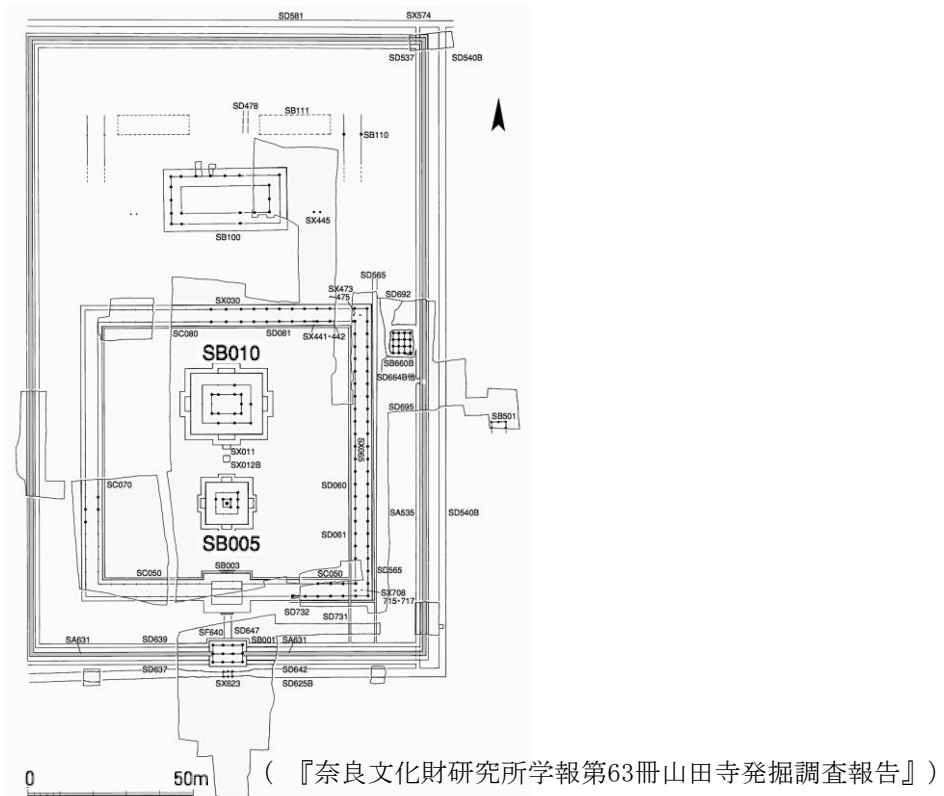 SD581 SX574
SD537 SD540B
SD478 SB111
SB110
SX445
SB100
SD565
SX473
~475
SD692
SX030
SC080 SD081
SX441・442
SB010
SB660B
SD664B他
SD695
SB501
SX011
SX012B
SX065
SC070
SD060
SA535 SD540B
SD061
SB005
SB003
SC050 SC050 SD565
SX708
715・717
SD732 SD731
SF640 SD647
SA631 SD639 SB001 SA631
SD637 SD642
SX623 SD625B
0 50m
( 『奈良文化財研究所学報第63冊山田寺発掘調査報告』)